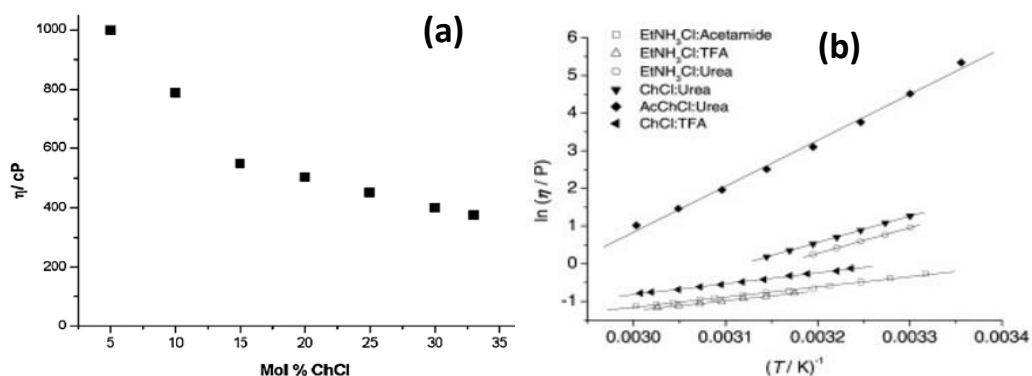 (a)
1000
800
600
400
200
0
η/ cP
5 10 15 20 25 30 35
Mol % ChCl
(b)
EtNH₃Cl:Acetamide
EtNH₃Cl:TFA
EtNH₃Cl:Urea
ChCl:Urea
AcChCl:Urea
ChCl:TFA
6
5
4
3
2
1
0
-1
ln (η / P)
0.0030 0.0031 0.0032 0.0033 0.0034
(T / K)⁻¹